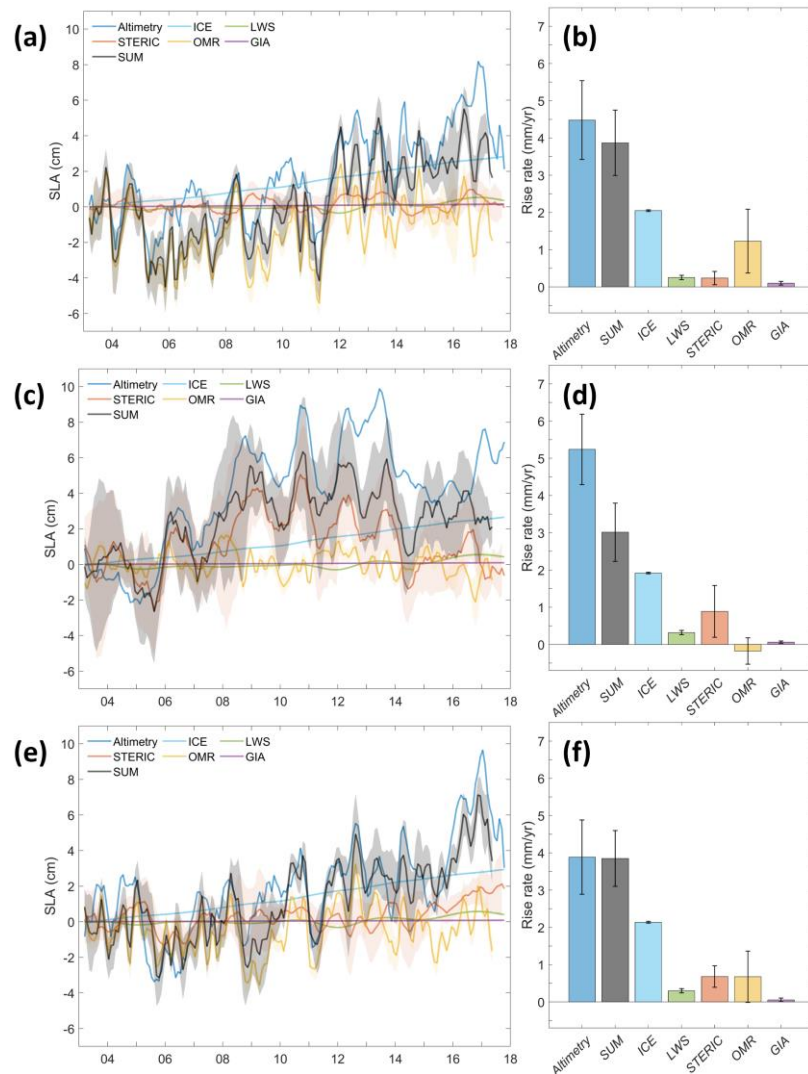 (a)
Altimetry ICE LWS
STERIC OMR GIA
SUM
SLA (cm)
8
6
4
2
0
-2
-4
-6
04 06 08 10 12 14 16 18
(b)
Rise rate (mm/yr)
7
6
5
4
3
2
1
0
Altimetry SUM ICE LWS STERIC OMR GIA
(c)
Altimetry ICE LWS
STERIC OMR GIA
SUM
SLA (cm)
10
8
6
4
2
0
-2
-4
-6
04 06 08 10 12 14 16 18
(d)
Rise rate (mm/yr)
7
6
5
4
3
2
1
0
Altimetry SUM ICE LWS STERIC OMR GIA
(e)
Altimetry ICE LWS
STERIC OMR GIA
SUM
SLA (cm)
10
8
6
4
2
0
-2
-4
-6
04 06 08 10 12 14 16 18
(f)
Rise rate (mm/yr)
7
6
5
4
3
2
1
0
Altimetry SUM ICE LWS STERIC OMR GIA